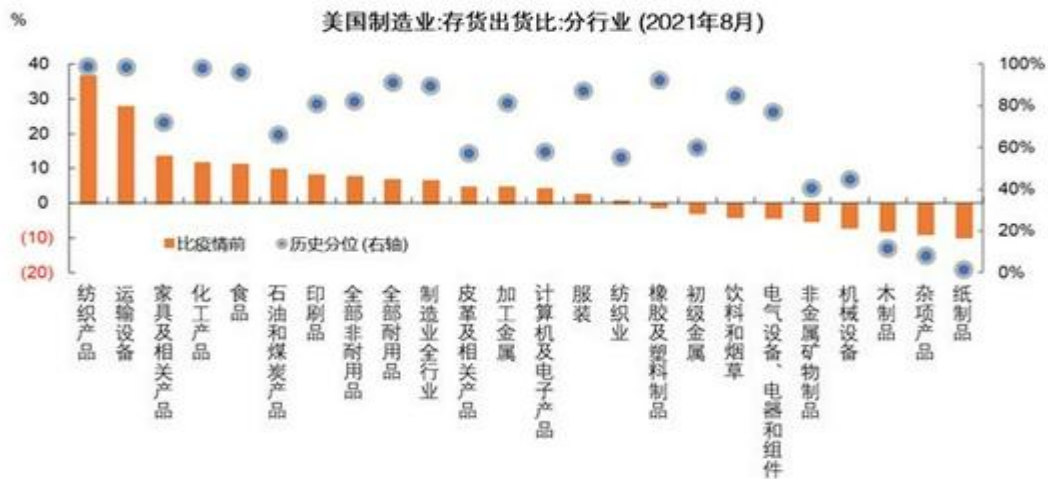 %
美国制造业:存货出货比:分行业 (2021年8月)
40
30
20
10
0
(10)
(20)
100%
80%
60%
40%
20%
0%
比疫情前
历史分位 (右轴)
纺织产品
运输设备
家具及相关产品
化工产品
食品
石油和煤炭产品
印刷品
全部非耐用品
全部耐用品
制造业全行业
皮革及相关产品
加工金属
计算机及电子产品
服装
纺织业
橡胶及塑料制品
初级金属
饮料和烟草
电气设备、电器和组件
非金属矿物制品
机械设备
木制品
杂项产品
纸制品